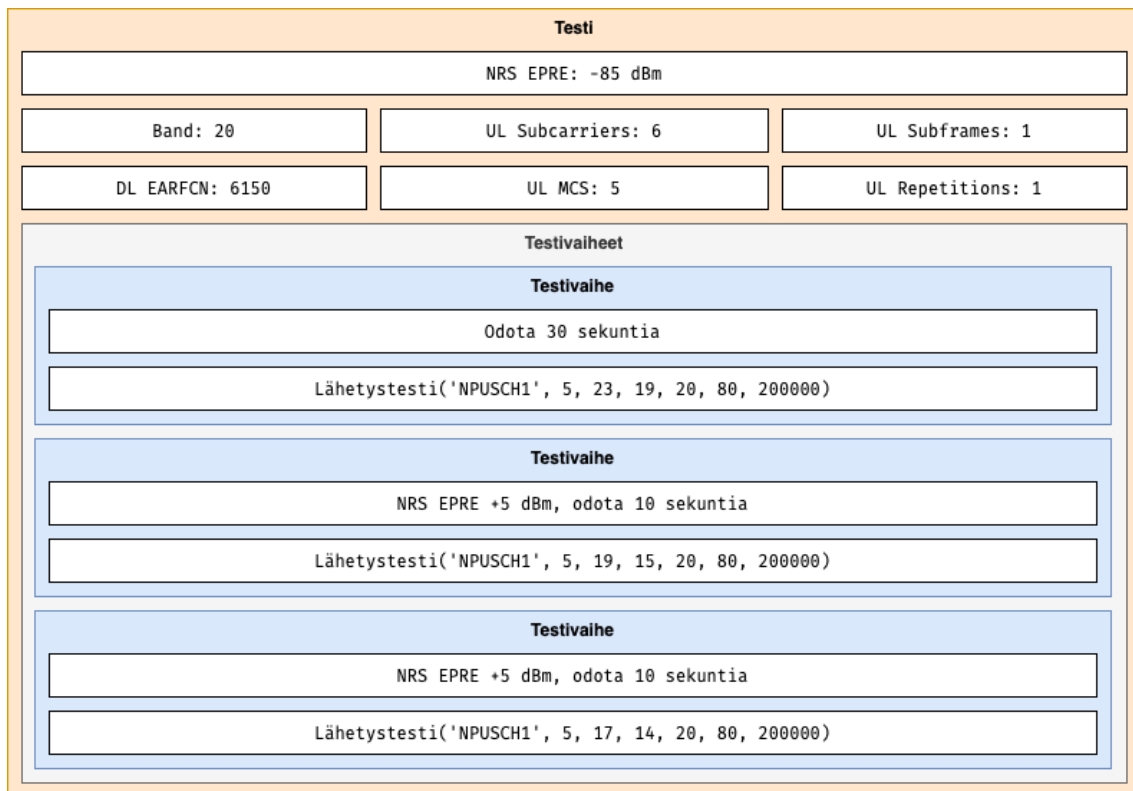 Testi
NRS EPRE: -85 dBm
Band: 20
UL Subcarriers: 6
UL Subframes: 1
DL EARFCN: 6150
UL MCS: 5
UL Repetitions: 1
Testivaiheet
Testivaihe
Odota 30 sekuntia
Lähetystesti('NPUSCH1', 5, 23, 19, 20, 80, 200000)
Testivaihe
NRS EPRE +5 dBm, odota 10 sekuntia
Lähetystesti('NPUSCH1', 5, 19, 15, 20, 80, 200000)
Testivaihe
NRS EPRE +5 dBm, odota 10 sekuntia
Lähetystesti('NPUSCH1', 5, 17, 14, 20, 80, 200000)